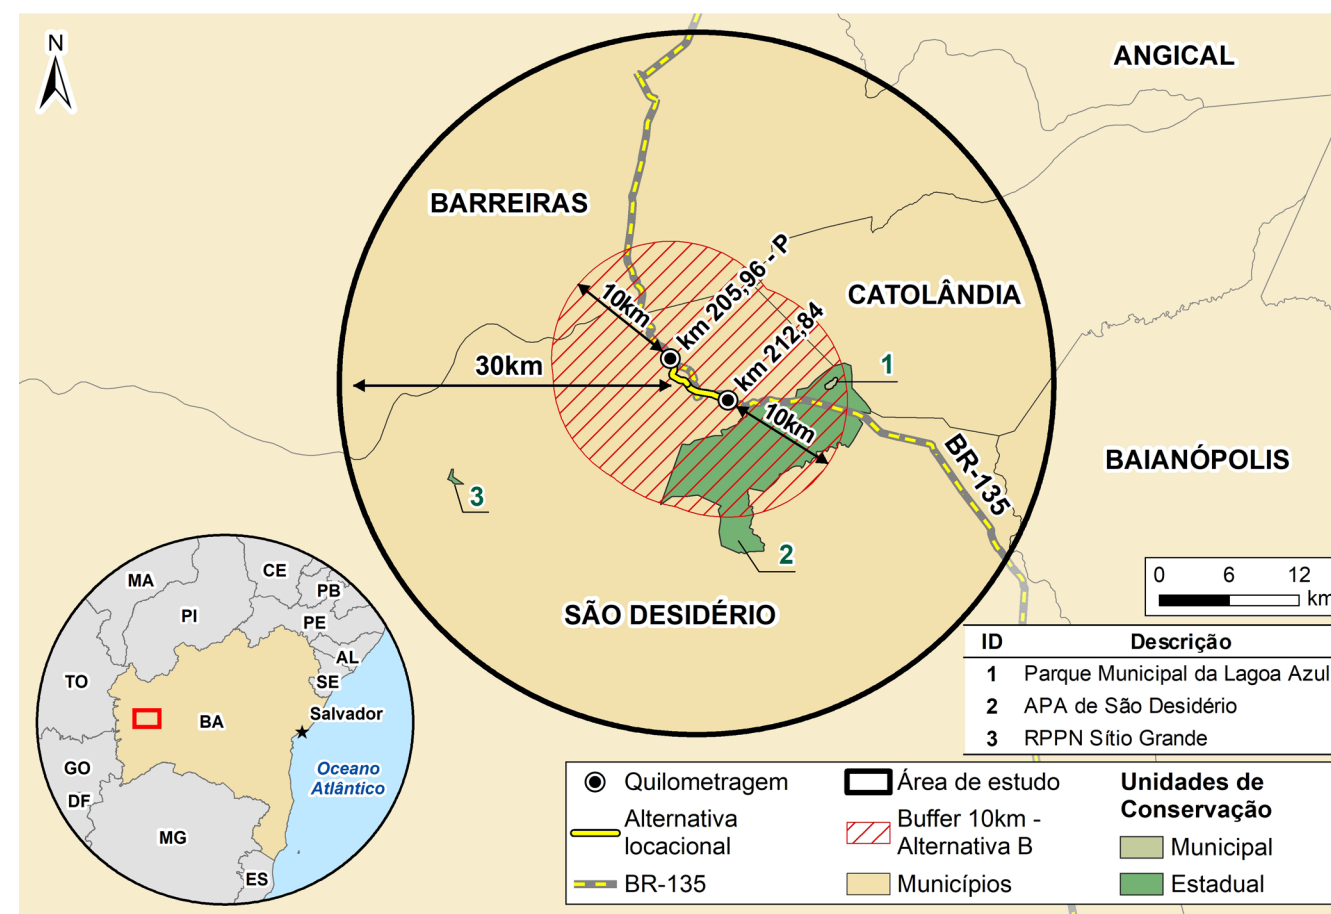 N
ANGICAL
BARREIRAS
km 205,96 - P
10km
CATOLÂNDIA
km 212,84
30km
1
10km
BR-135
BAIANÓPOLIS
3
2
SÃO DESIDÉRIO
0 6 12
km
ID Descrição
1 Parque Municipal da Lagoa Azul
2 APA de São Desidério
3 RPPN Sítio Grande
MA
CE
PB
PI
PE
AL
TO
SE
BA
Salvador
GO
Oceano
Atlântico
DF
MG
ES
Quilometragem
Alternativa
locacional
BR-135
Área de estudo
Buffer 10km -
Alternativa B
Municípios
Unidades de
Conservação
Municipal
Estadual